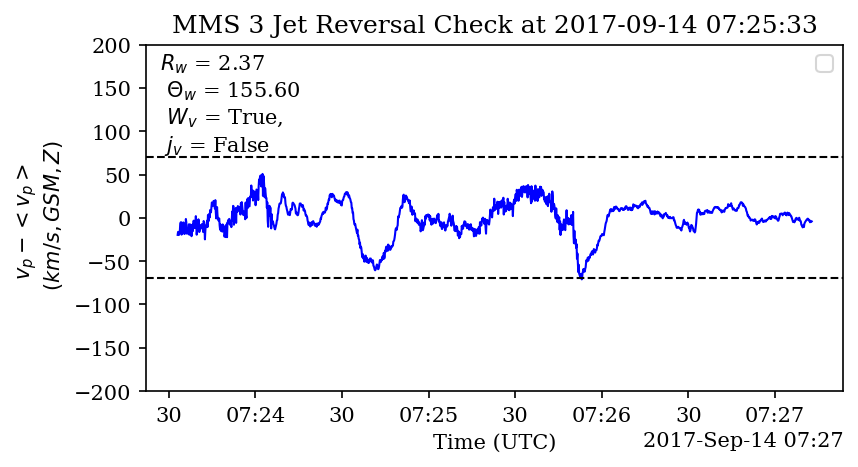 MMS 3 Jet Reversal Check at 2017-09-14 07:25:33
200
150
100
50
0
−50
−100
−150
−200
v_p − < v_p >
(km/s, GSM, Z)
R_w = 2.37
Θ_w = 155.60
W_v = True,
j_v = False
30 07:24 30 07:25 30 07:26 30 07:27
Time (UTC)
2017-Sep-14 07:27